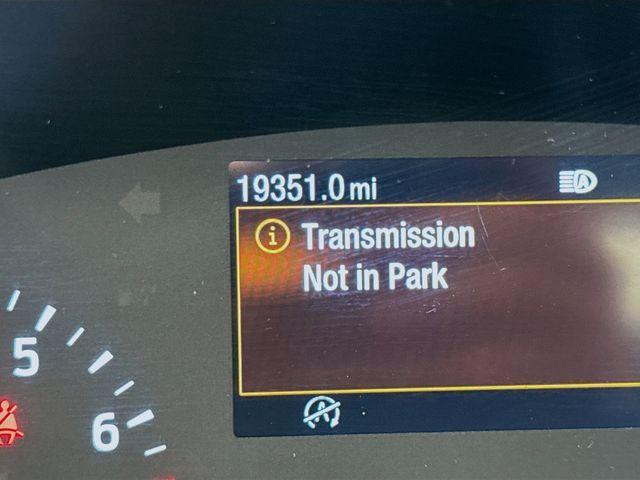 19351.0 mi
Transmission
Not in Park
5
6